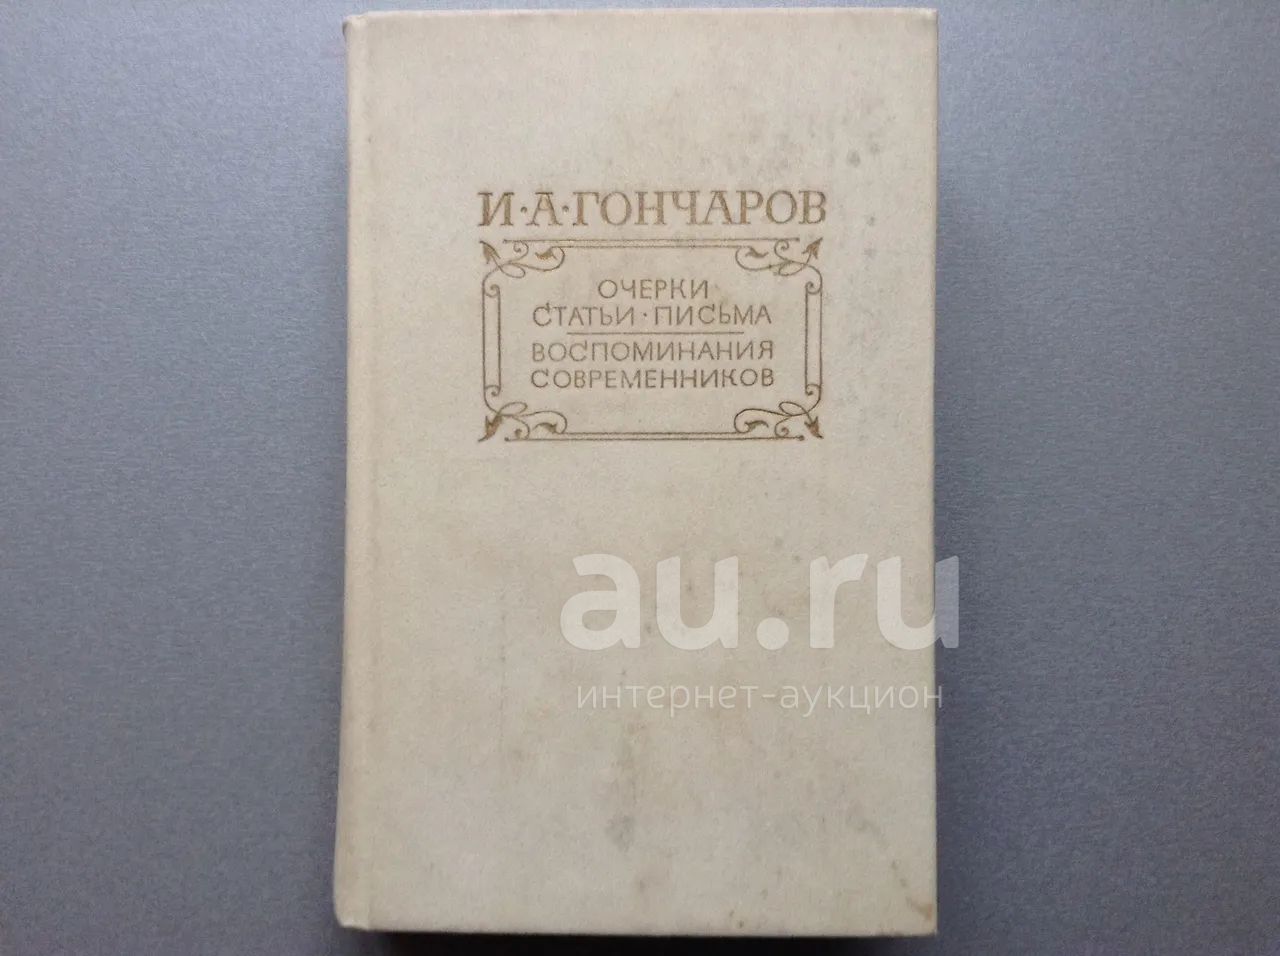 И·А·ГОНЧАРОВ
ОЧЕРКИ
СТАТЬИ·ПИСЬМА
ВОСПОМИНАНИЯ
СОВРЕМЕННИКОВ
au.ru
интернет-аукцион